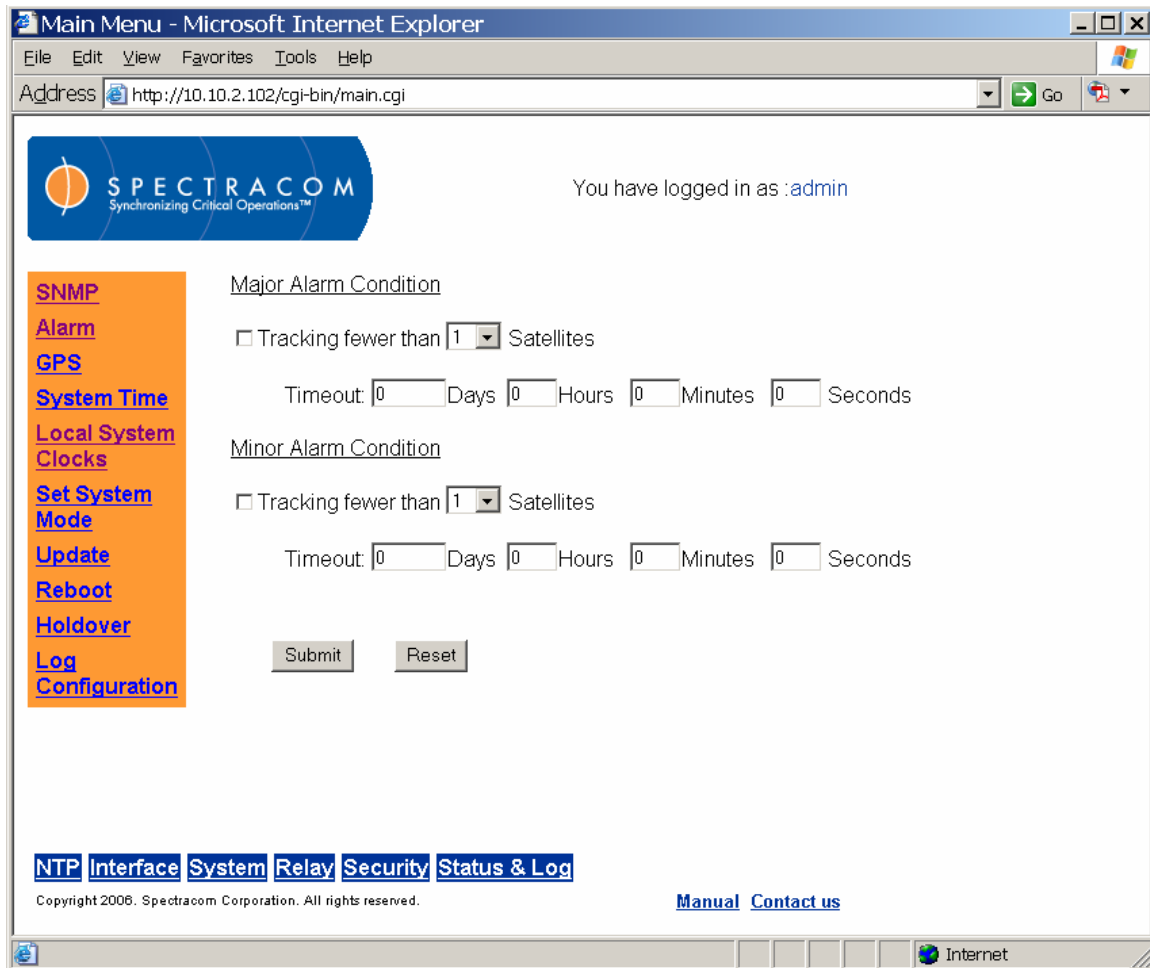 Main Menu - Microsoft Internet Explorer
File Edit View Favorites Tools Help
Address http://10.10.2.102/cgi-bin/main.cgi Go
SPECTRACOM
Synchronizing Critical Operations™
You have logged in as :admin
SNMP
Alarm
GPS
System Time
Local System
Clocks
Set System
Mode
Update
Reboot
Holdover
Log
Configuration
Major Alarm Condition
Tracking fewer than 1 Satellites
Timeout: 0 Days 0 Hours 0 Minutes 0 Seconds
Minor Alarm Condition
Tracking fewer than 1 Satellites
Timeout: 0 Days 0 Hours 0 Minutes 0 Seconds
Submit Reset
NTP Interface System Relay Security Status & Log
Copyright 2006. Spectracom Corporation. All rights reserved.
Manual Contact us
Internet